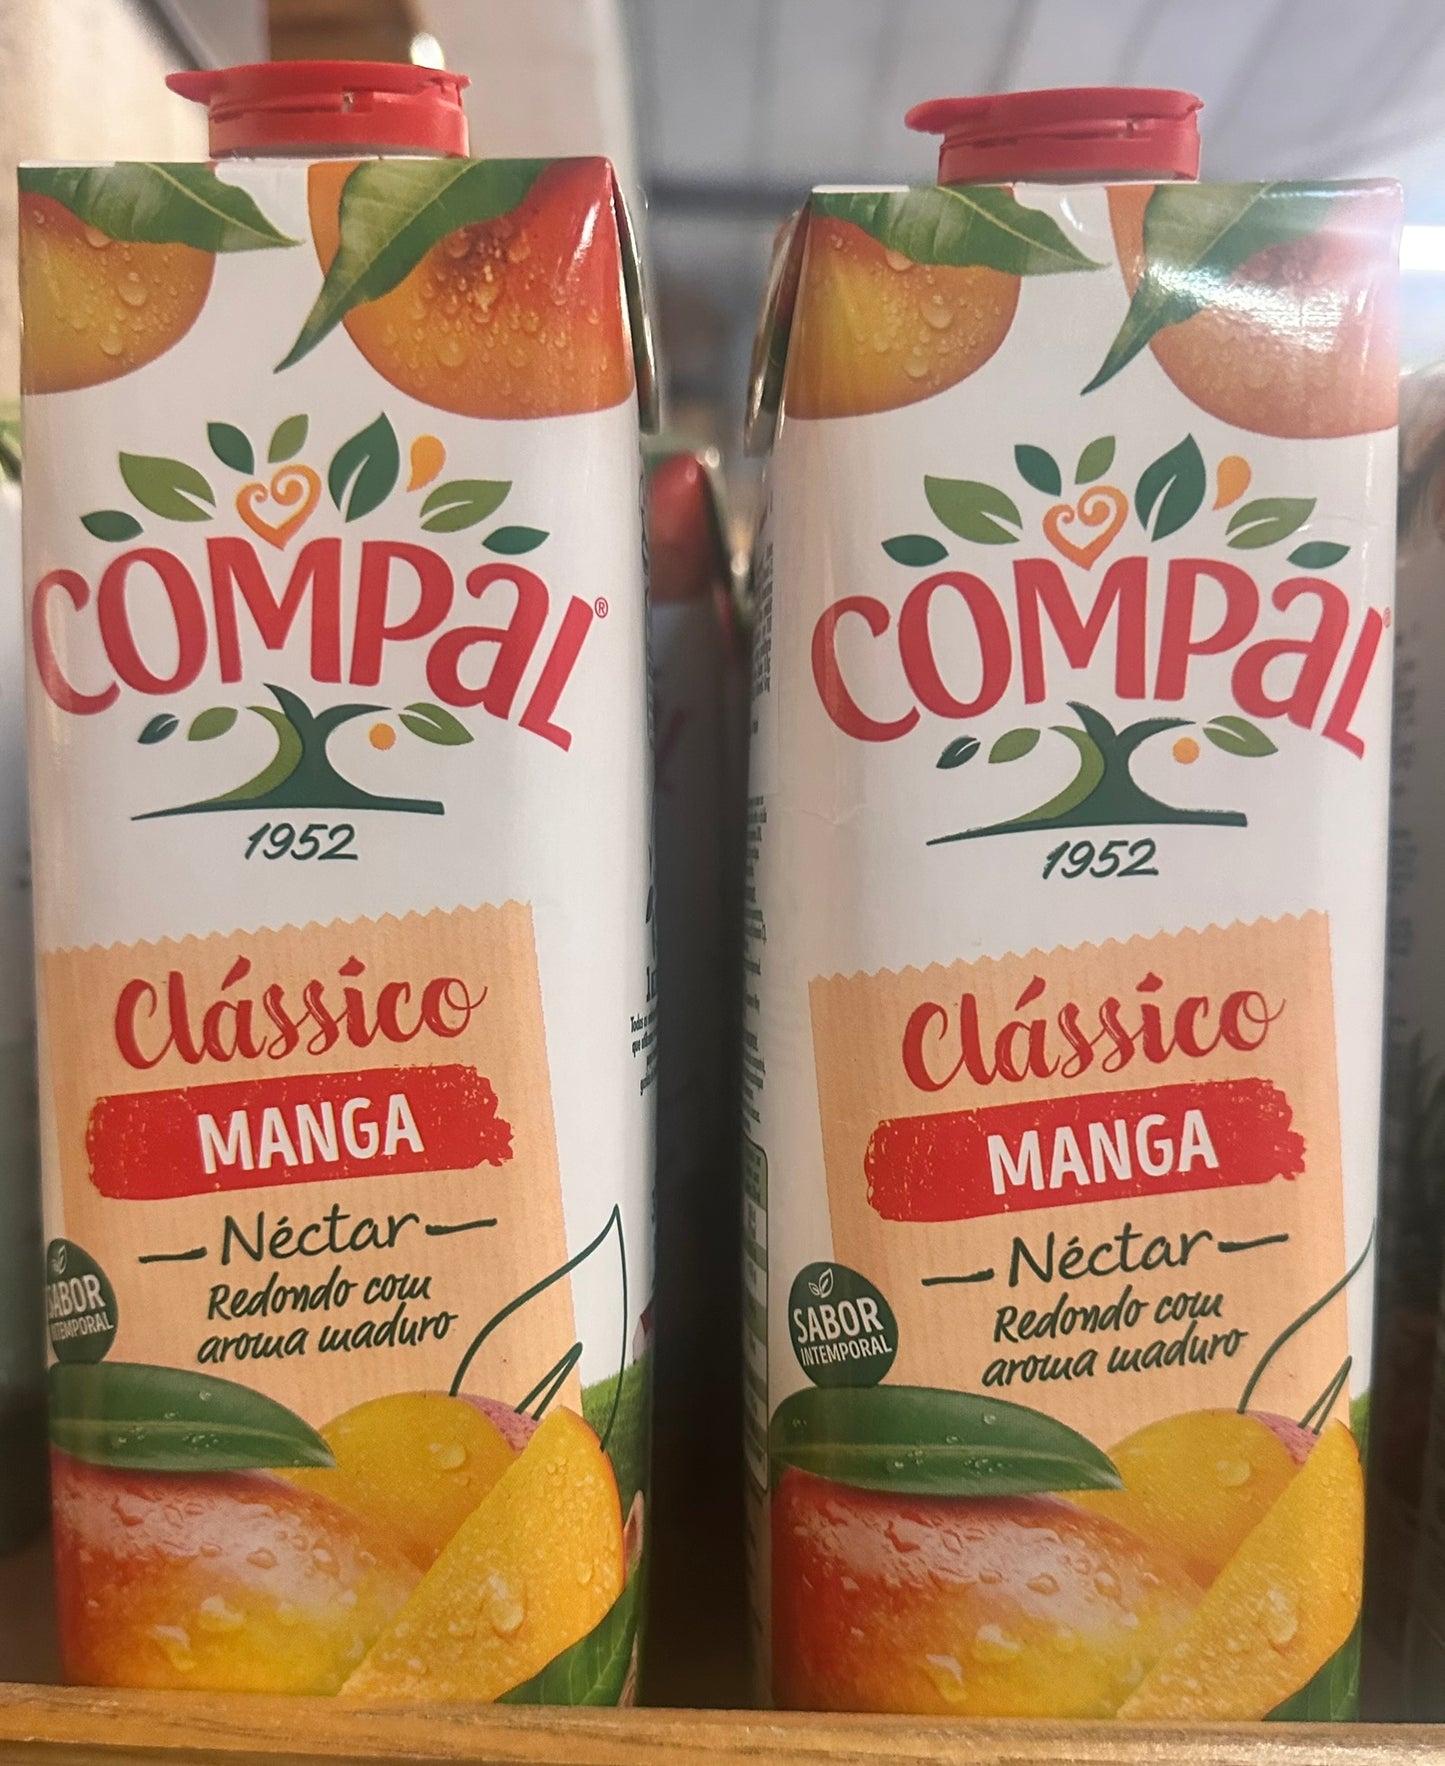 COMPAL®
1952
Clássico
MANGA
Néctar
Redondo com
aroma maduro
SABOR
INTEMPORAL
COMPAL®
1952
Clássico
MANGA
Néctar
Redondo com
aroma maduro
SABOR
INTEMPORAL